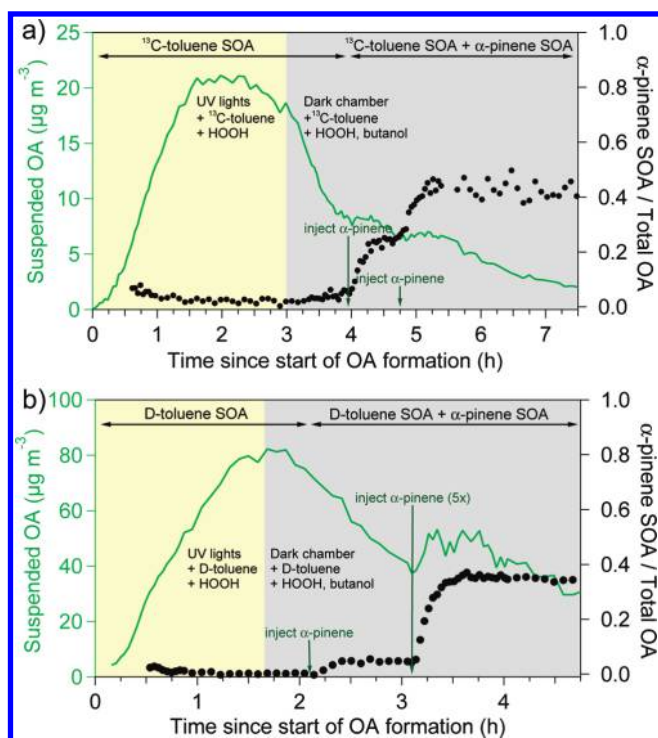 a)
¹³C-toluene SOA
¹³C-toluene SOA + α-pinene SOA
25
20
15
10
5
0
Suspended OA (µg m⁻³)
UV lights
+ ¹³C-toluene
+ HOOH
Dark chamber
+¹³C-toluene
+ HOOH, butanol
inject α-pinene
inject α-pinene
1.0
0.8
0.6
0.4
0.2
0.0
α-pinene SOA / Total OA
0 1 2 3 4 5 6 7
Time since start of OA formation (h)
b)
D-toluene SOA
D-toluene SOA + α-pinene SOA
100
80
60
40
20
0
Suspended OA (µg m⁻³)
inject α-pinene (5x)
UV lights
+ D-toluene
+ HOOH
Dark chamber
+ D-toluene
+ HOOH, butanol
inject α-pinene
1.0
0.8
0.6
0.4
0.2
0.0
α-pinene SOA / Total OA
0 1 2 3 4
Time since start of OA formation (h)